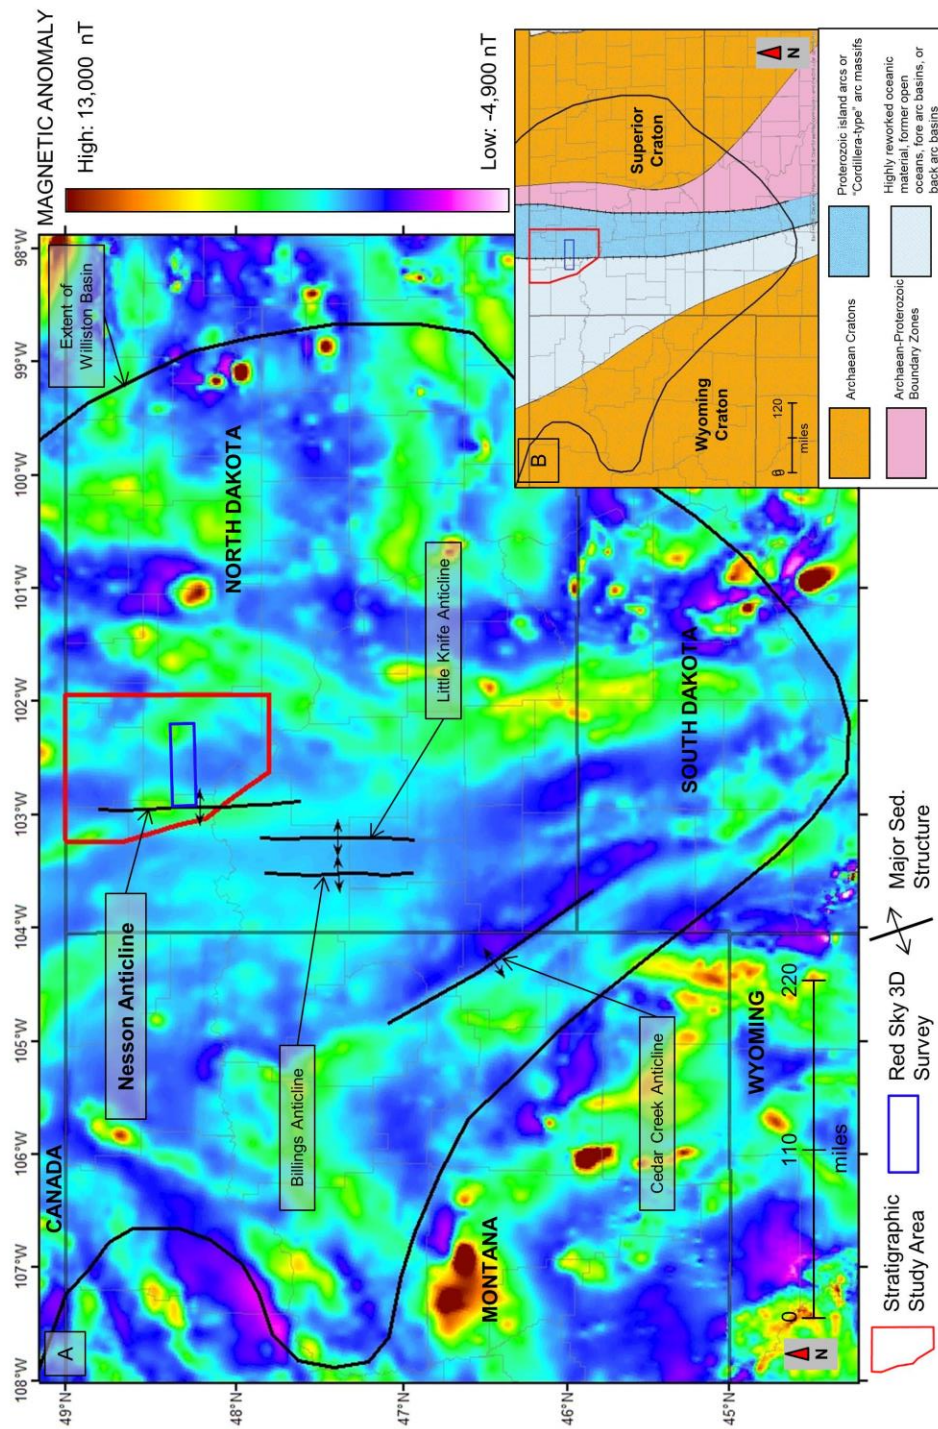 A
108°W
107°W
106°W
105°W
104°W
103°W
102°W
101°W
100°W
99°W
98°W
49°N
48°N
47°N
46°N
45°N
CANADA
Nesson Anticline
Extent of
Williston Basin
NORTH DAKOTA
Billings Anticline
Little Knife Anticline
MONTANA
Cedar Creek Anticline
SOUTH DAKOTA
WYOMING
N
0
110
220
miles
MAGNETIC ANOMALY
High: 13,000 nT
Low: -4,900 nT
B
Superior
Craton
Wyoming
Craton
N
0
120
miles
Archaean Cratons
Proterozoic island arcs or
"Cordillera-type" arc massifs
Archaean-Proterozoic
Boundary Zones
Highly reworked oceanic
material, former open
oceans, fore arc basins, or
back arc basins
Stratigraphic
Study Area
Red Sky 3D
Survey
Major Sed.
Structure